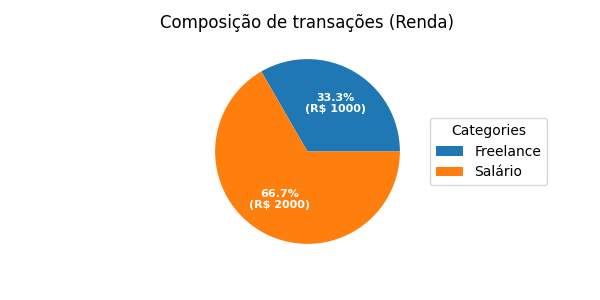 Composição de transações (Renda)
33.3%
(R$ 1000)
66.7%
(R$ 2000)
Categories
Freelance
Salário